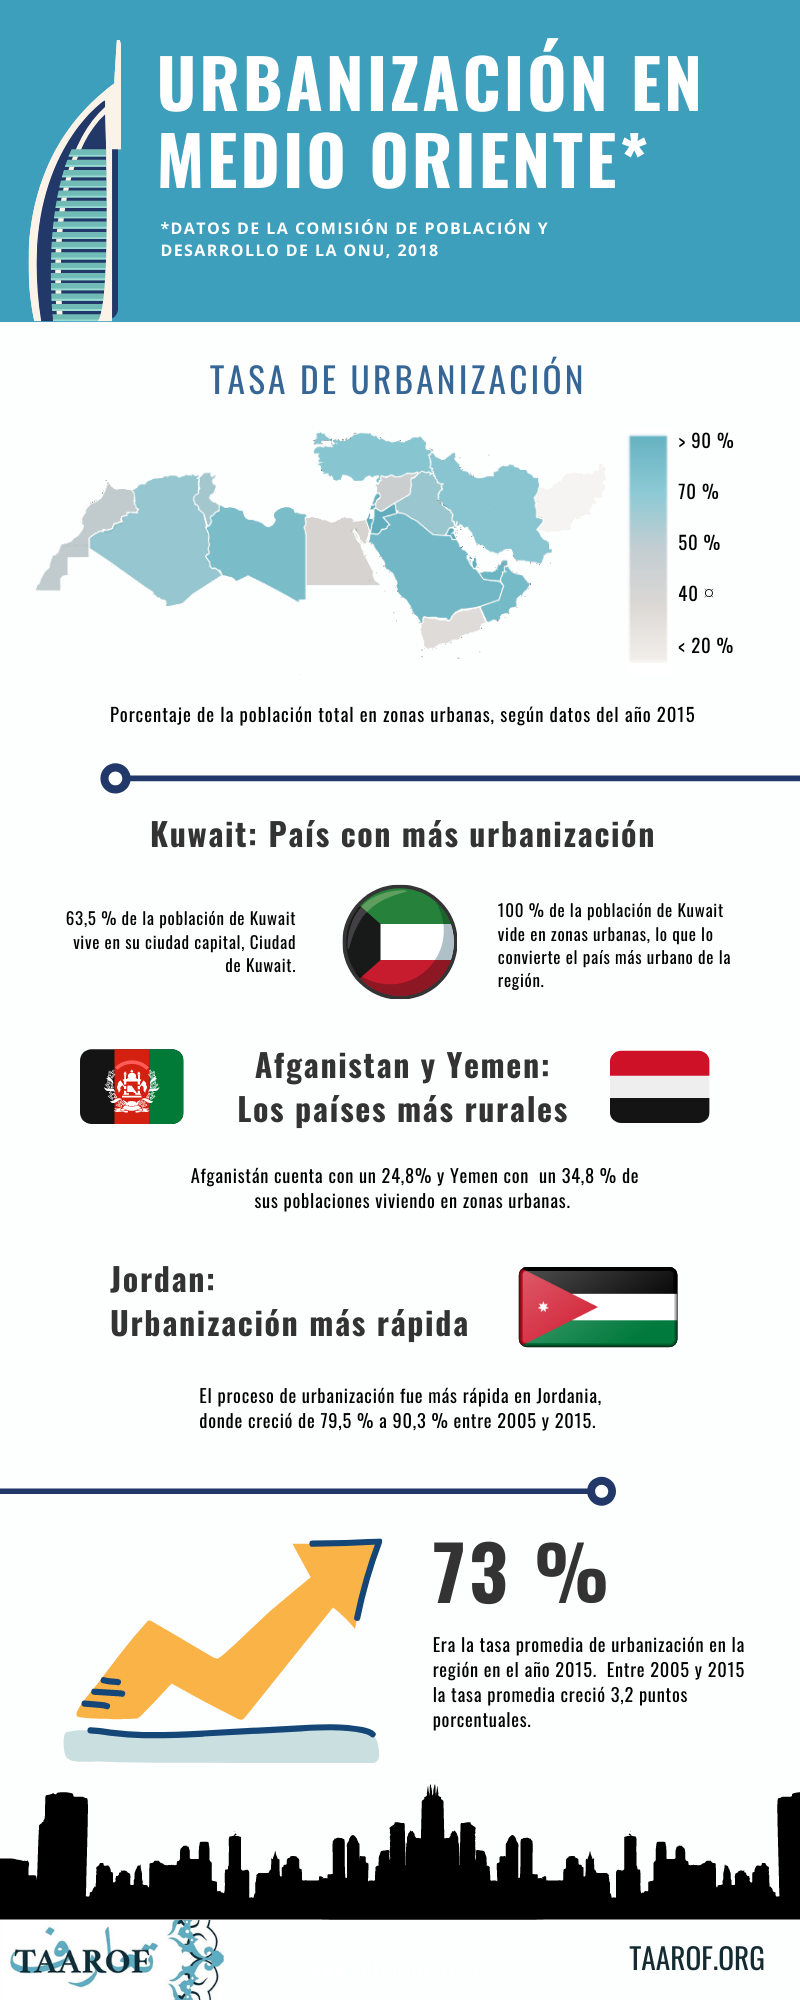 URBANIZACIÓN EN
MEDIO ORIENTE*
*DATOS DE LA COMISIÓN DE POBLACIÓN Y
DESARROLLO DE LA ONU, 2018
TASA DE URBANIZACIÓN
> 90 %
70 %
50 %
40 ¤
< 20 %
Porcentaje de la población total en zonas urbanas, según datos del año 2015
Kuwait: País con más urbanización
63,5 % de la población de Kuwait
vive en su ciudad capital, Ciudad
de Kuwait.
100 % de la población de Kuwait
vide en zonas urbanas, lo que lo
convierte el país más urbano de la
región.
Afganistan y Yemen:
Los países más rurales
Afganistán cuenta con un 24,8% y Yemen con  un 34,8 % de
sus poblaciones viviendo en zonas urbanas.
Jordan:
Urbanización más rápida
El proceso de urbanización fue más rápida en Jordania,
donde creció de 79,5 % a 90,3 % entre 2005 y 2015.
73 %
Era la tasa promedia de urbanización en la
región en el año 2015.  Entre 2005 y 2015
la tasa promedia creció 3,2 puntos
porcentuales.
تعارف
TAAROF
TAAROF.ORG